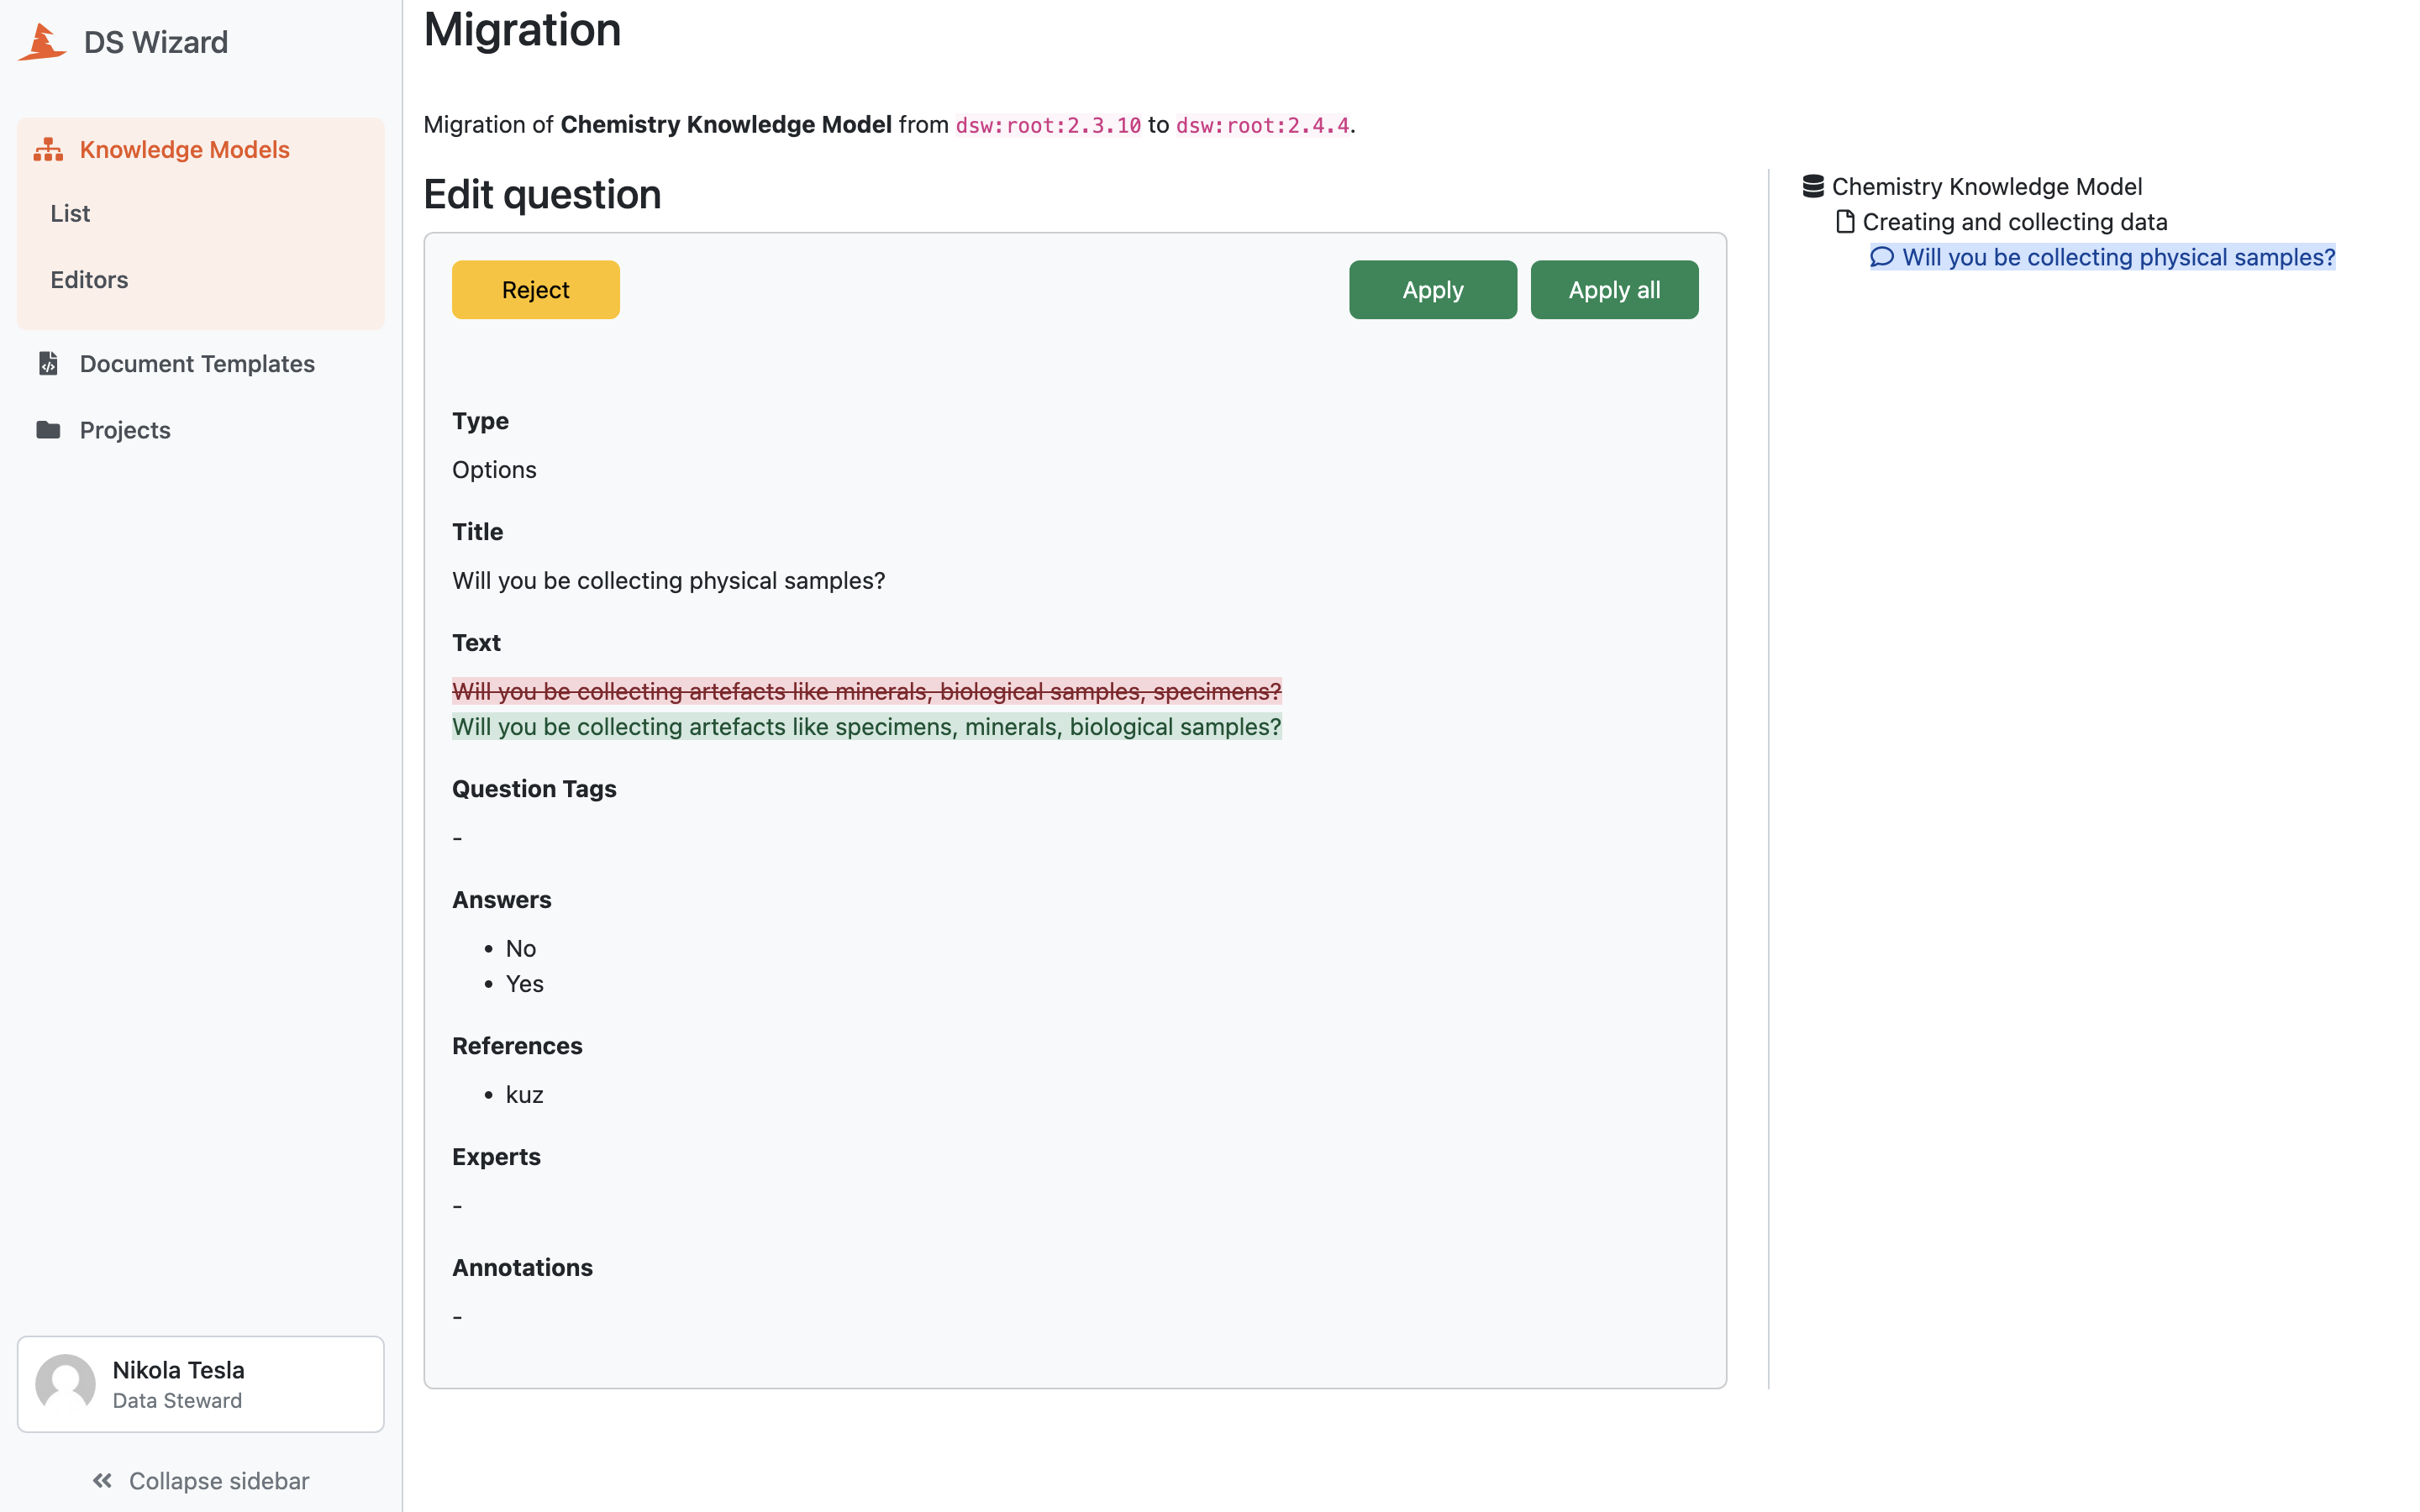 DS Wizard
Knowledge Models
List
Editors
Document Templates
Projects
Nikola Tesla
Data Steward
Collapse sidebar
Migration
Migration of Chemistry Knowledge Model from dsw:root:2.3.10 to dsw:root:2.4.4.
Edit question
Reject
Apply
Apply all
Type
Options
Title
Will you be collecting physical samples?
Text
Will you be collecting artefacts like minerals, biological samples, specimens?
Will you be collecting artefacts like specimens, minerals, biological samples?
Question Tags
-
Answers
• No
• Yes
References
• kuz
Experts
-
Annotations
-
Chemistry Knowledge Model
Creating and collecting data
Will you be collecting physical samples?